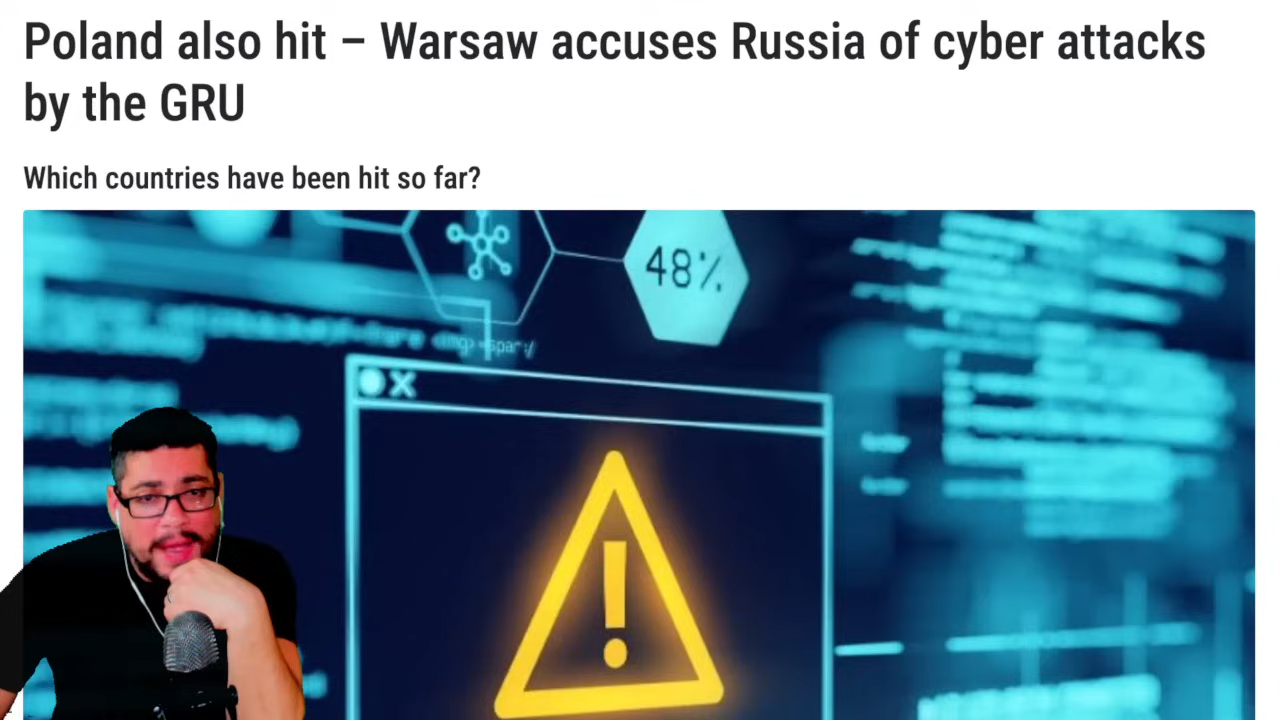 Poland also hit – Warsaw accuses Russia of cyber attacks
by the GRU
Which countries have been hit so far?
48%